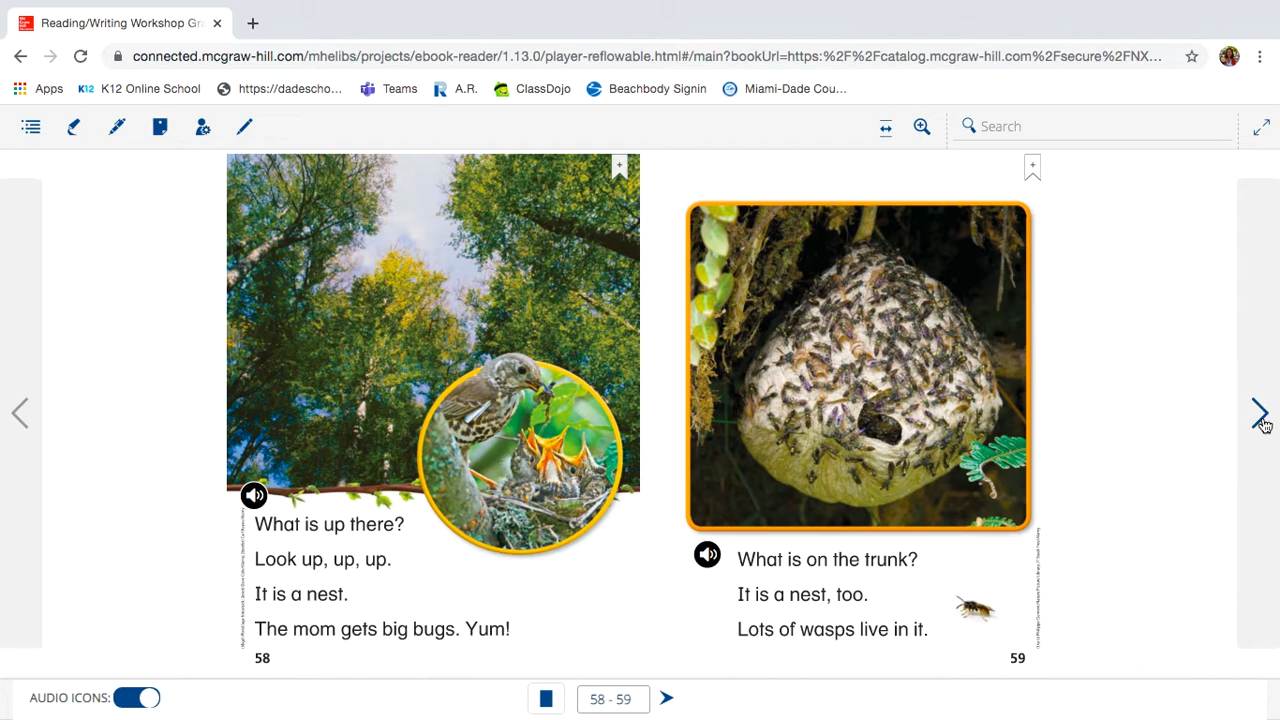 Reading/Writing Workshop Gr
connected.mcgraw-hill.com/mhelibs/projects/ebook-reader/1.13.0/player-reflowable.html#/main?bookUrl=https:%2F%2Fcatalog.mcgraw-hill.com%2Fsecure%2FNX...
Apps K12 K12 Online School https://dadescho... Teams A.R. ClassDojo Beachbody Signin Miami-Dade Cou...
Search
What is up there?
Look up, up, up.
It is a nest.
The mom gets big bugs. Yum!
58
What is on the trunk?
It is a nest, too.
Lots of wasps live in it.
59
AUDIO ICONS:
58 - 59